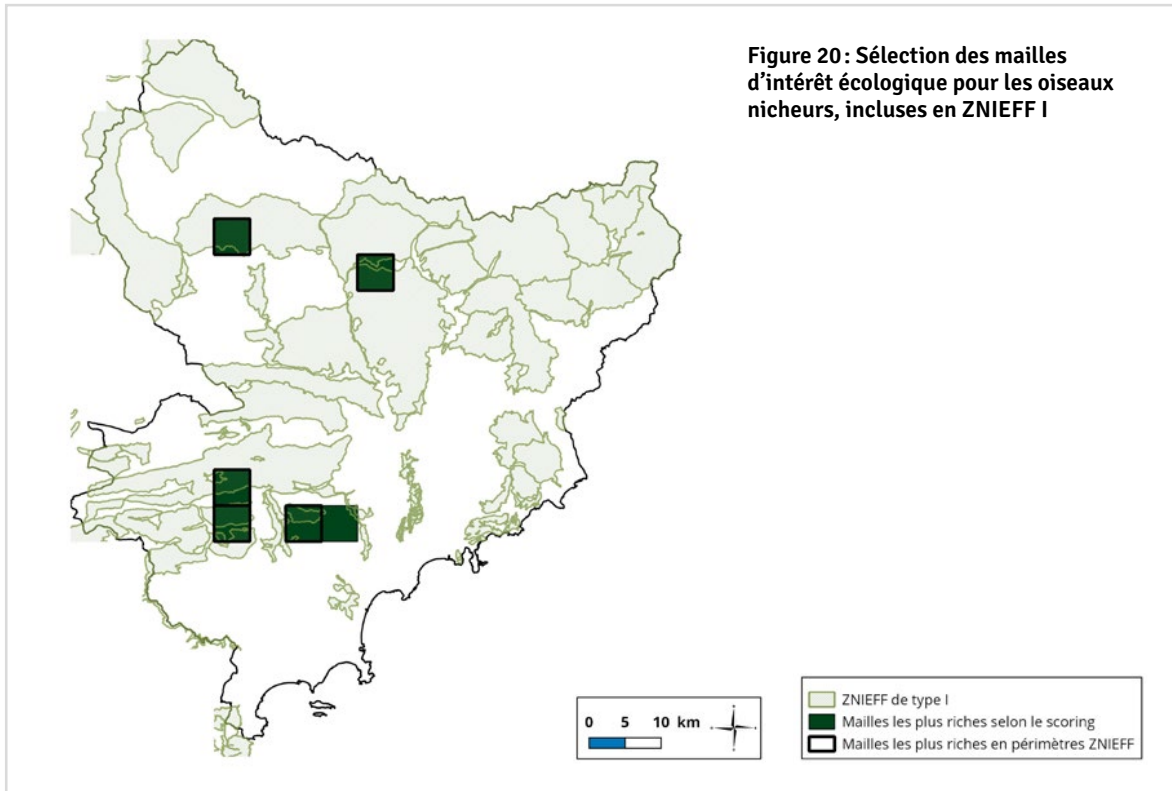 Figure 20 : Sélection des mailles
d’intérêt écologique pour les oiseaux
nicheurs, incluses en ZNIEFF I
0 5 10 km
ZNIEFF de type I
Mailles les plus riches selon le scoring
Mailles les plus riches en périmètres ZNIEFF